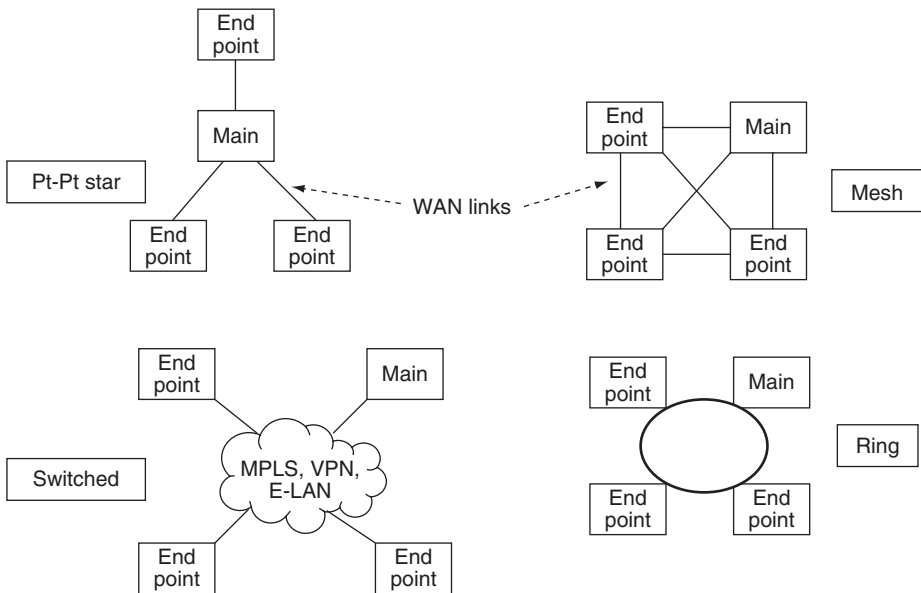 End
point
Main
Pt-Pt star
End
point
End
point
WAN links
End
point
Main
End
point
End
point
Mesh
End
point
Main
Switched
MPLS, VPN,
E-LAN
End
point
End
point
End
point
Main
Ring
End
point
End
point